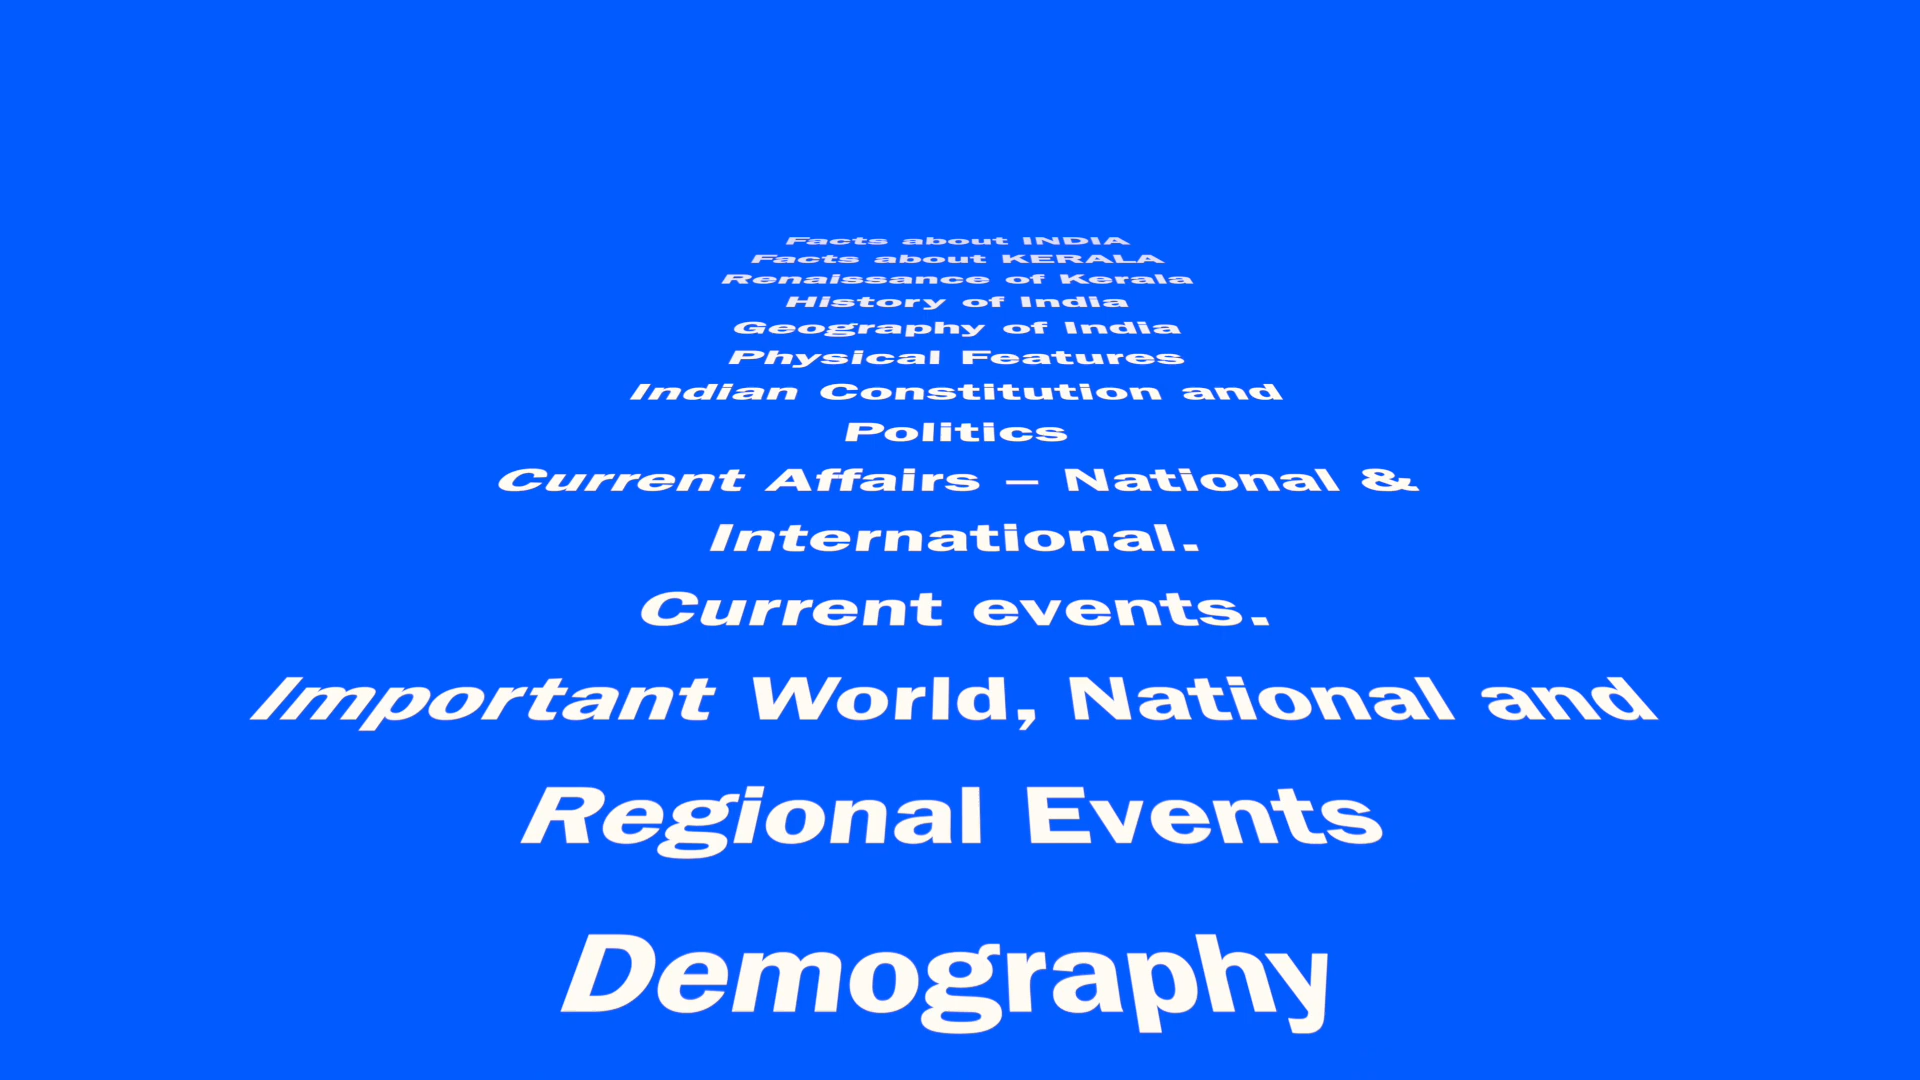 Facts about INDIA
Facts about KERALA
Renaissance of Kerala
History of India
Geography of India
Physical Features
Indian Constitution and
Politics
Current Affairs – National &
International.
Current events.
Important World, National and
Regional Events
Demography